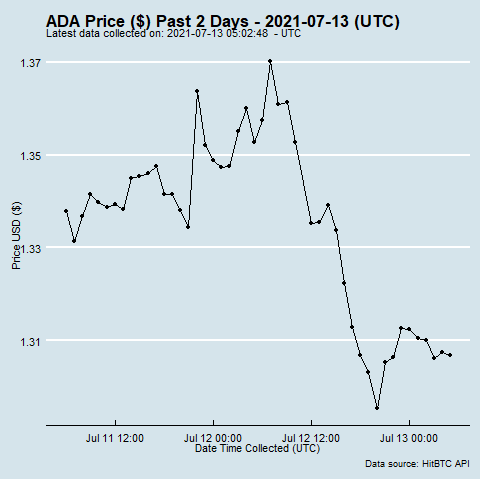 ADA Price ($) Past 2 Days - 2021-07-13 (UTC)
Latest data collected on: 2021-07-13 05:02:48 - UTC
1.37
1.35
1.33
1.31
Price USD ($)
Jul 11 12:00 Jul 12 00:00 Jul 12 12:00 Jul 13 00:00
Date Time Collected (UTC)
Data source: HitBTC API